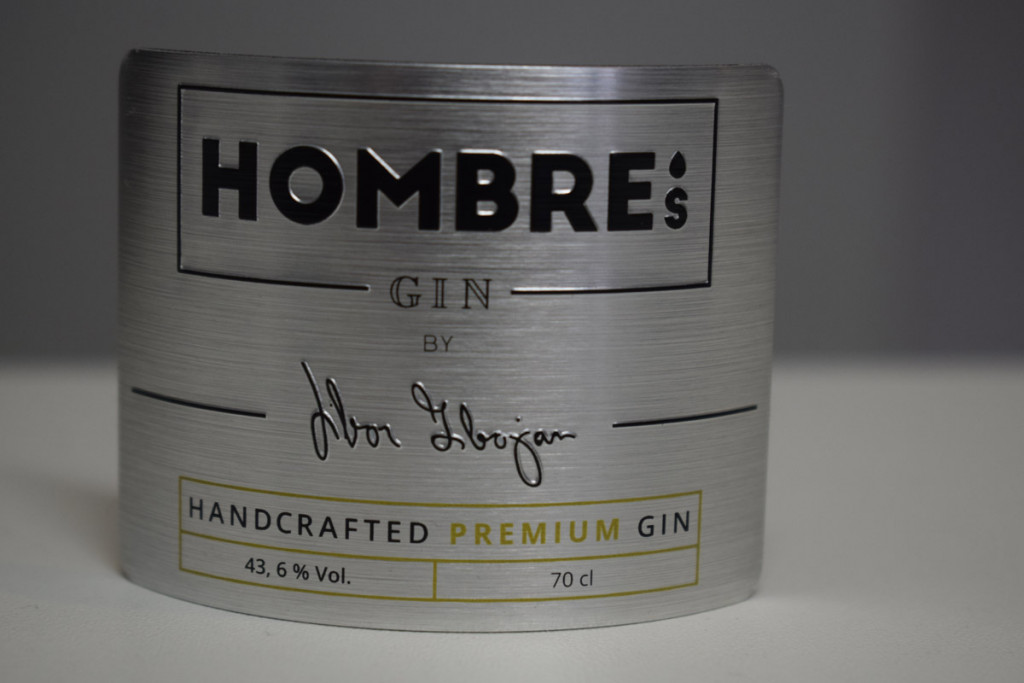 HOMBRE's
GIN
BY
HANDCRAFTED PREMIUM GIN
43, 6 % Vol.
70 cl